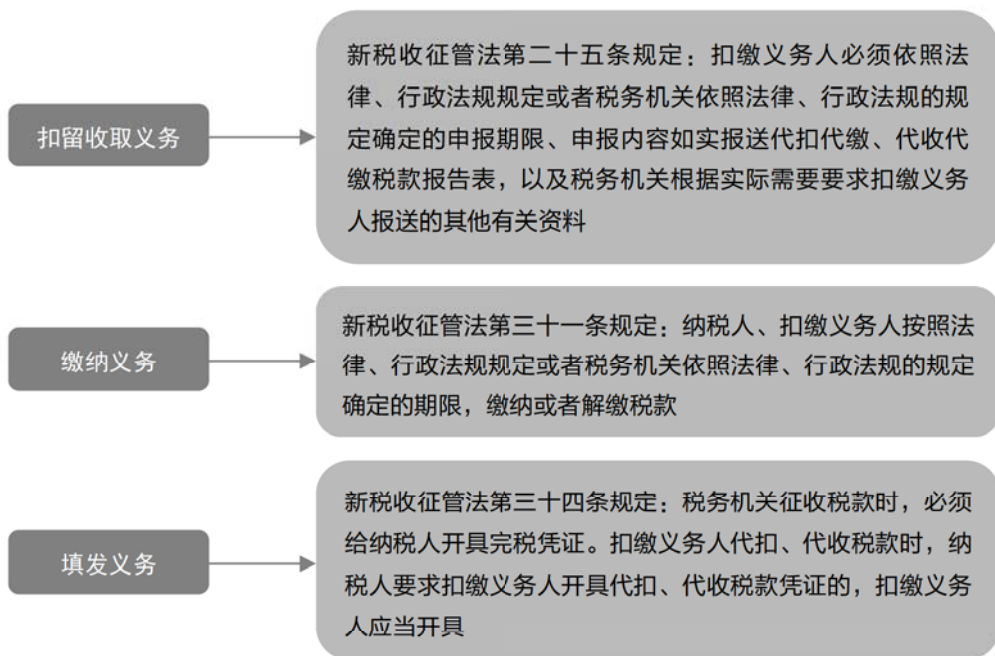 扣留收取义务
新税收征管法第二十五条规定：扣缴义务人必须依照法
律、行政法规规定或者税务机关依照法律、行政法规的规
定确定的申报期限、申报内容如实报送代扣代缴、代收代
缴税款报告表，以及税务机关根据实际需要要求扣缴义务
人报送的其他有关资料
缴纳义务
新税收征管法第三十一条规定：纳税人、扣缴义务人按照法
律、行政法规规定或者税务机关依照法律、行政法规的规定
确定的期限，缴纳或者解缴税款
填发义务
新税收征管法第三十四条规定：税务机关征收税款时，必须
给纳税人开具完税凭证。扣缴义务人代扣、代收税款时，纳
税人要求扣缴义务人开具代扣、代收税款凭证的，扣缴义务
人应当开具